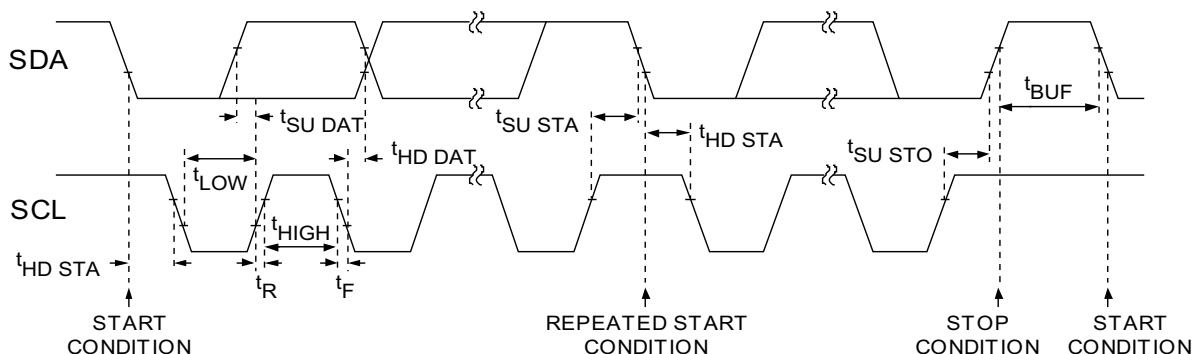 SDA
tSU DAT
tHD DAT
tSU STA
tHD STA
tSU STO
tBUF
tLOW
SCL
tHIGH
tHD STA
tR
tF
START
CONDITION
REPEATED START
CONDITION
STOP
CONDITION
START
CONDITION